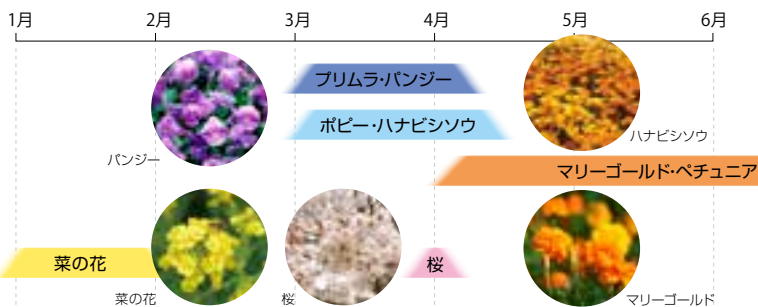 1月 2月 3月 4月 5月 6月
プリムラ・パンジー
ポピー・ハナビシソウ
ハナビシソウ
パンジー
マリーゴールド・ペチュニア
菜の花
桜
菜の花
桜
マリーゴールド